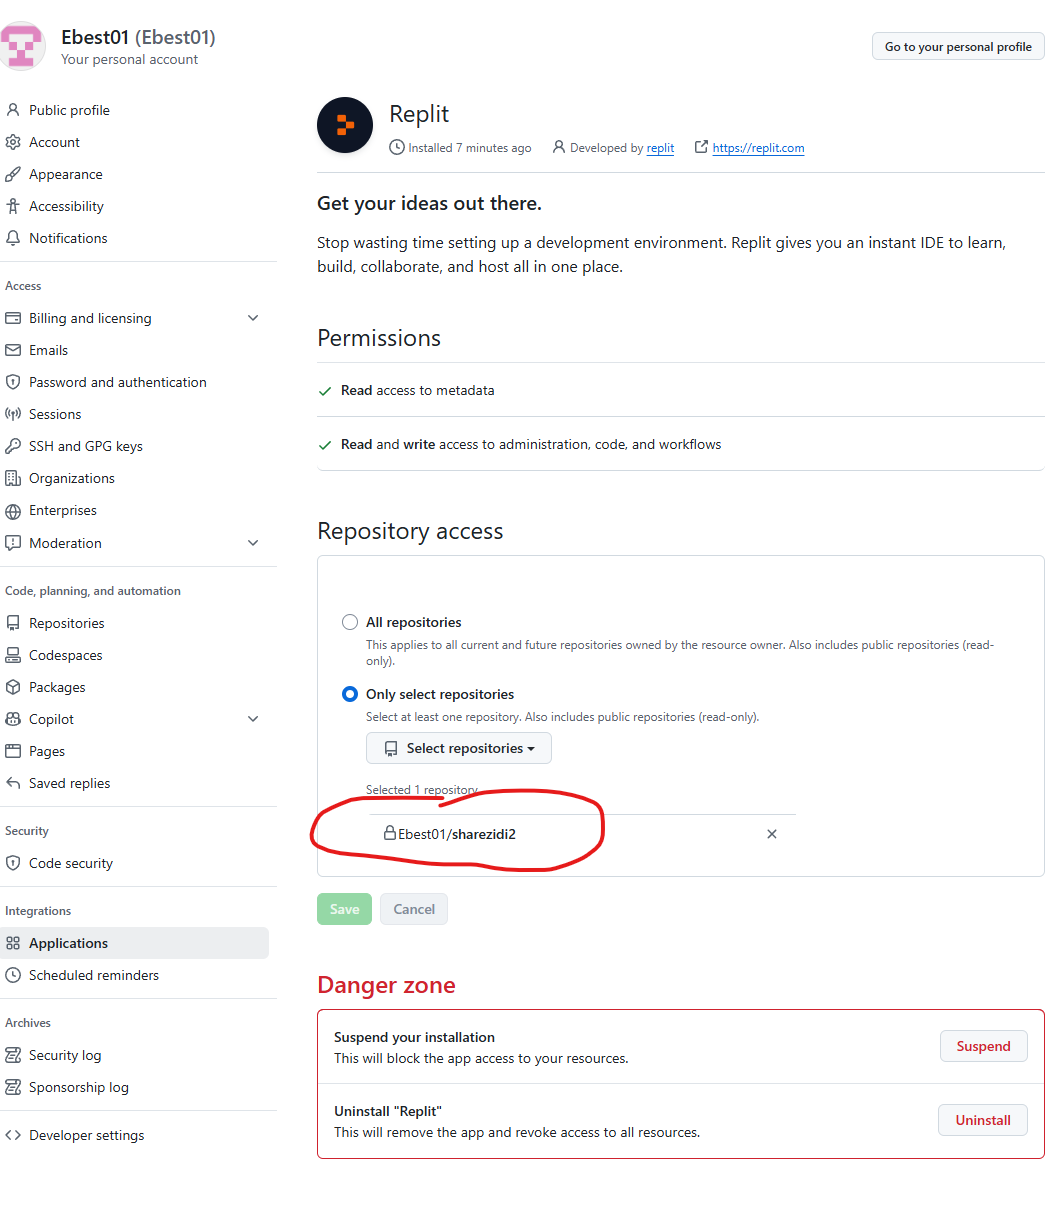 Ebest01 (Ebest01)
Your personal account
Go to your personal profile
Public profile
Account
Appearance
Accessibility
Notifications
Access
Billing and licensing
Emails
Password and authentication
Sessions
SSH and GPG keys
Organizations
Enterprises
Moderation
Code, planning, and automation
Repositories
Codespaces
Packages
Copilot
Pages
Saved replies
Security
Code security
Integrations
Applications
Scheduled reminders
Archives
Security log
Sponsorship log
Developer settings
Replit
Installed 7 minutes ago
Developed by replit
https://replit.com
Get your ideas out there.
Stop wasting time setting up a development environment. Replit gives you an instant IDE to learn,
build, collaborate, and host all in one place.
Permissions
Read access to metadata
Read and write access to administration, code, and workflows
Repository access
All repositories
This applies to all current and future repositories owned by the resource owner. Also includes public repositories (read-
only).
Only select repositories
Select at least one repository. Also includes public repositories (read-only).
Select repositories
Selected 1 repository
Ebest01/sharezidi2
Save
Cancel
Danger zone
Suspend your installation
This will block the app access to your resources.
Suspend
Uninstall "Replit"
This will remove the app and revoke access to all resources.
Uninstall